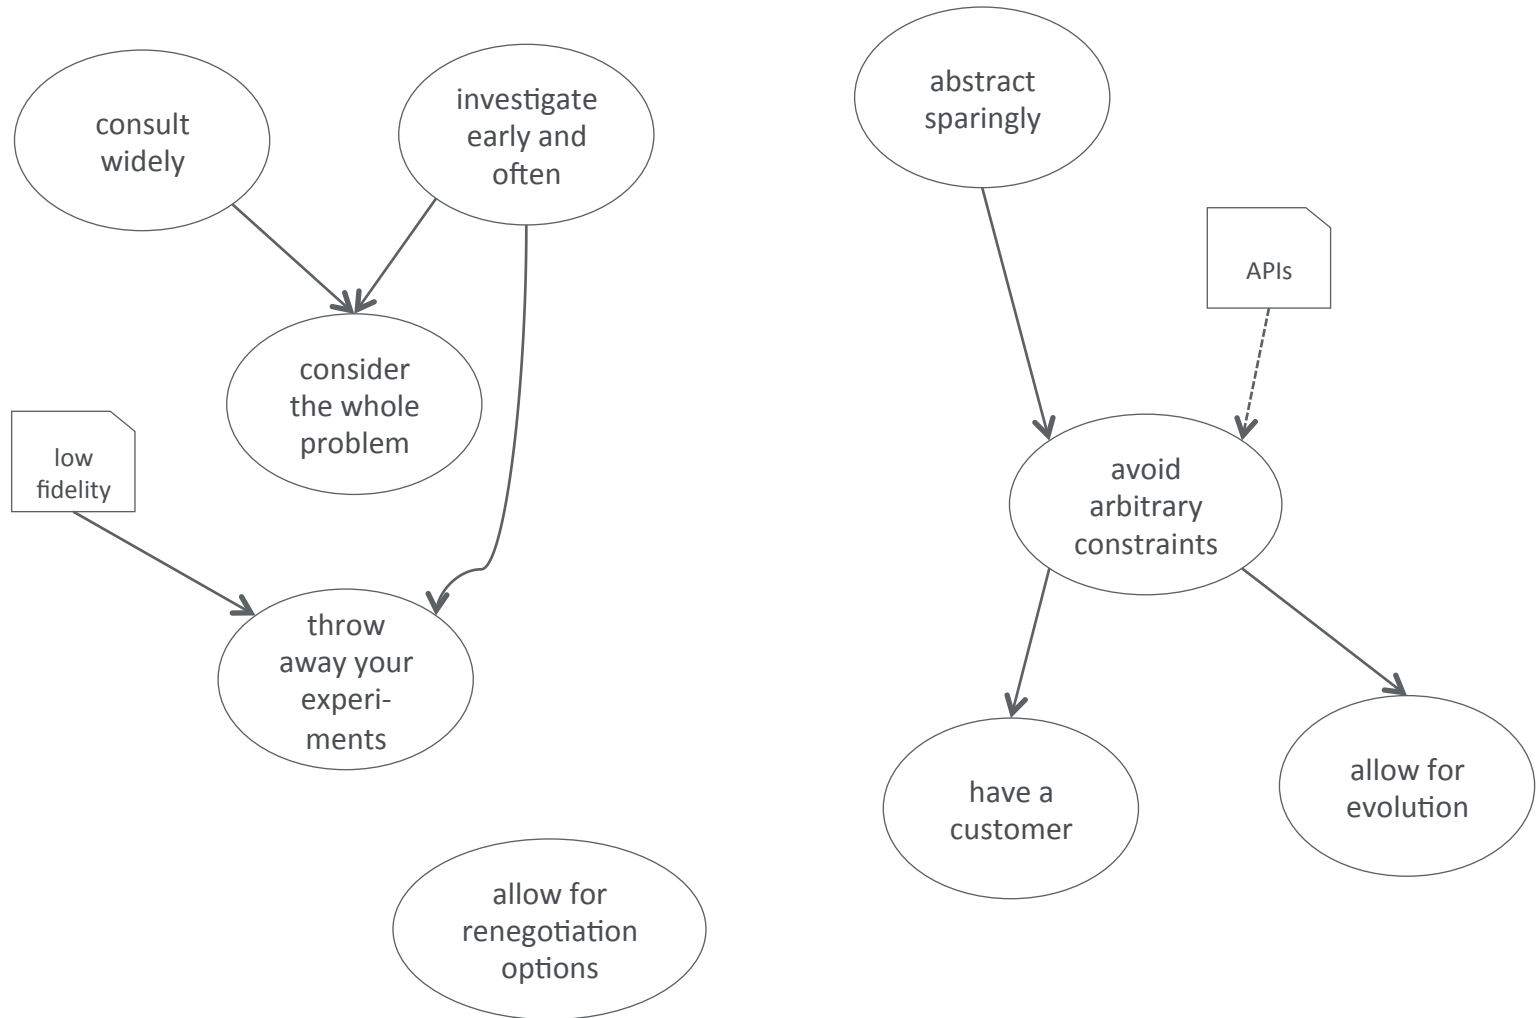 consult
widely
investigate
early and
often
abstract
sparingly
APIs
consider
the whole
problem
low
fidelity
avoid
arbitrary
constraints
throw
away your
experi-
ments
have a
customer
allow for
evolution
allow for
renegotiation
options